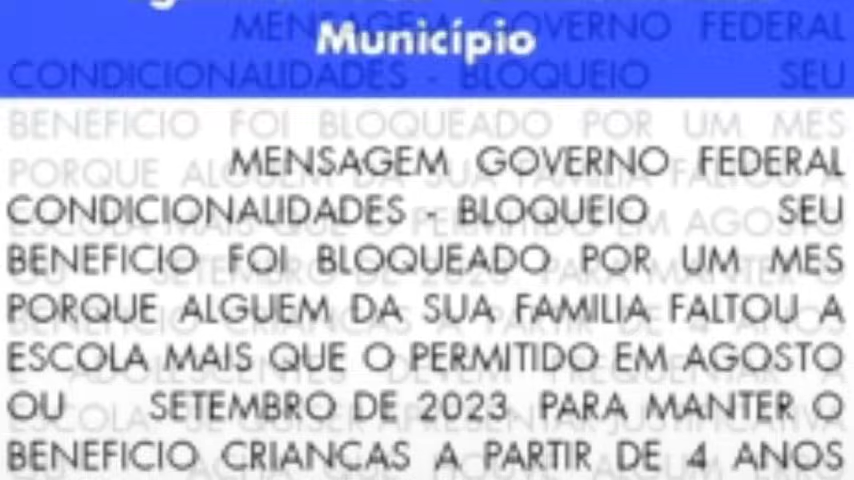 Município
MENSAGEM GOVERNO FEDERAL
CONDICIONALIDADES - BLOQUEIO SEU
BENEFICIO FOI BLOQUEADO POR UM MES
PORQUE ALGUEM DA SUA FAMILIA FALTOU A
ESCOLA MAIS QUE O PERMITIDO EM AGOSTO
OU SETEMBRO DE 2023 PARA MANTER O
BENEFICIO CRIANCAS A PARTIR DE 4 ANOS